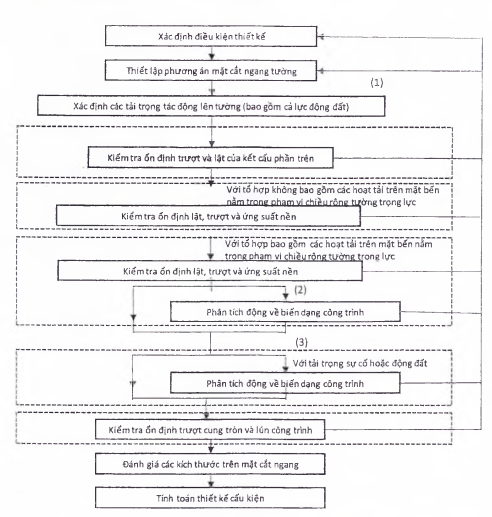 Xác định điều kiện thiết kế
Thiết lập phương án mặt cắt ngang tường
(1)
Xác định các tải trọng tác động lên tường (bao gồm cả lực động đất)
Kiểm tra ổn định trượt và lật của kết cấu phần trên
Với tổ hợp không bao gồm các hoạt tải trên mặt bến
nằm trong phạm vi chiều rộng tường trọng lực
Kiểm tra ổn định lật, trượt và ứng suất nền
Với tổ hợp bao gồm các hoạt tải trên mặt bến nằm
trong phạm vi chiều rộng tường trọng lực
Kiểm tra ổn định lật, trượt và ứng suất nền
(2)
Phân tích động về biến dạng công trình
(3)
Với tải trọng sự cố hoặc động đất
Phân tích động về biến dạng công trình
Kiểm tra ổn định trượt cung tròn và lún công trình
Đánh giá các kích thước trên mặt cắt ngang
Tính toán thiết kế cấu kiện